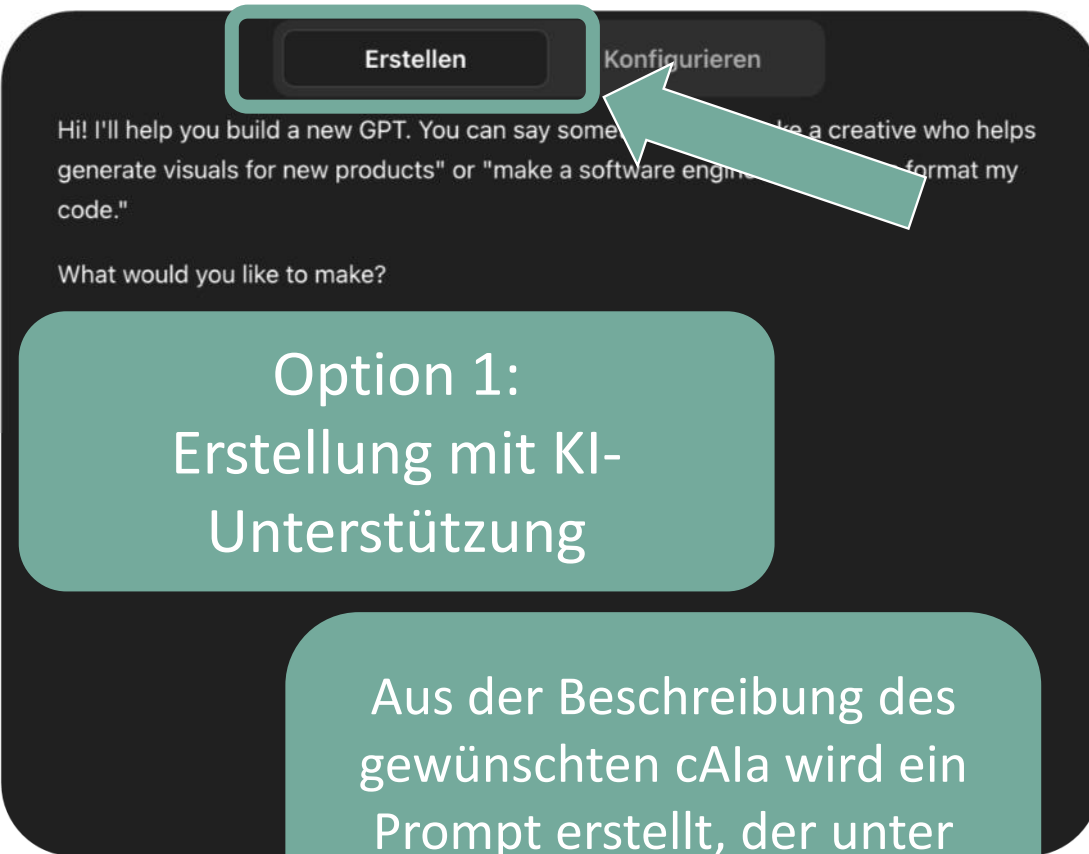 Erstellen
Konfigurieren
Hi! I'll help you build a new GPT. You can say a creative who helps
generate visuals for new products" or "make a software format my
code."
What would you like to make?
Option 1:
Erstellung mit KI-
Unterstützung
Aus der Beschreibung des
gewünschten cAIa wird ein
Prompt erstellt, der unter